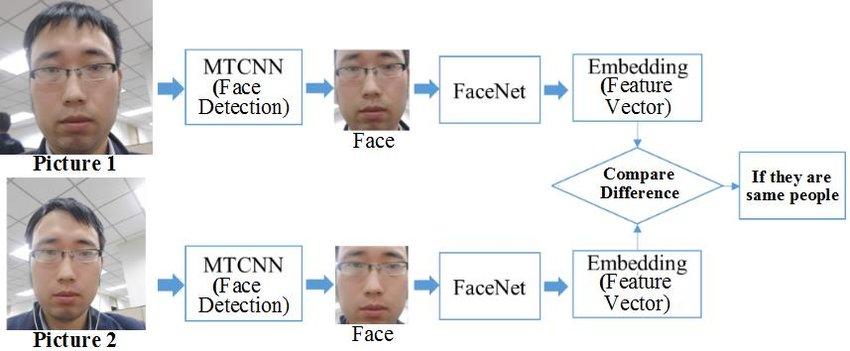 MTCNN
(Face
Detection)
Face
FaceNet
Embedding
(Feature
Vector)
Picture 1
Compare
Difference
If they are
same people
MTCNN
(Face
Detection)
Face
FaceNet
Embedding
(Feature
Vector)
Picture 2